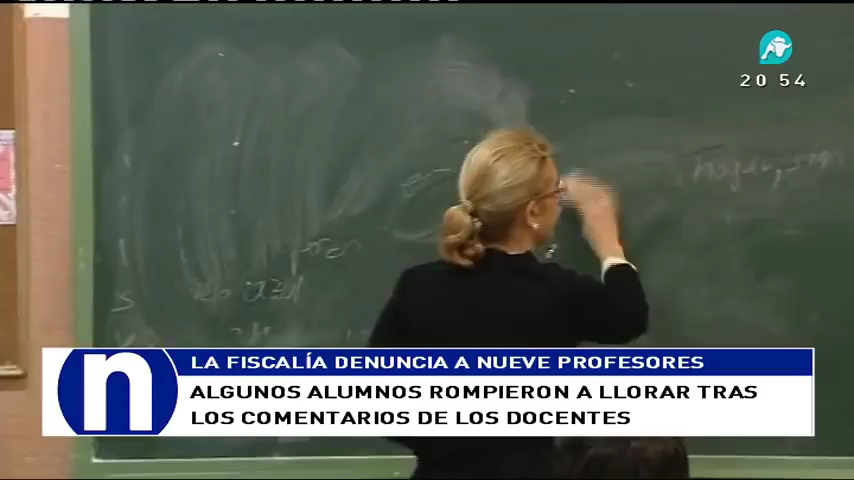 20 54
n
LA FISCALÍA DENUNCIA A NUEVE PROFESORES
ALGUNOS ALUMNOS ROMPIERON A LLORAR TRAS
LOS COMENTARIOS DE LOS DOCENTES